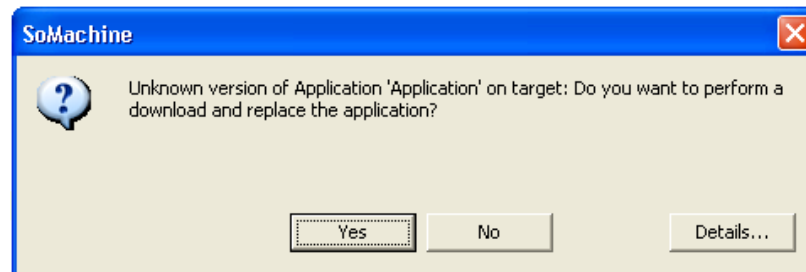 SoMachine
Unknown version of Application 'Application' on target: Do you want to perform a
download and replace the application?
Yes No Details...